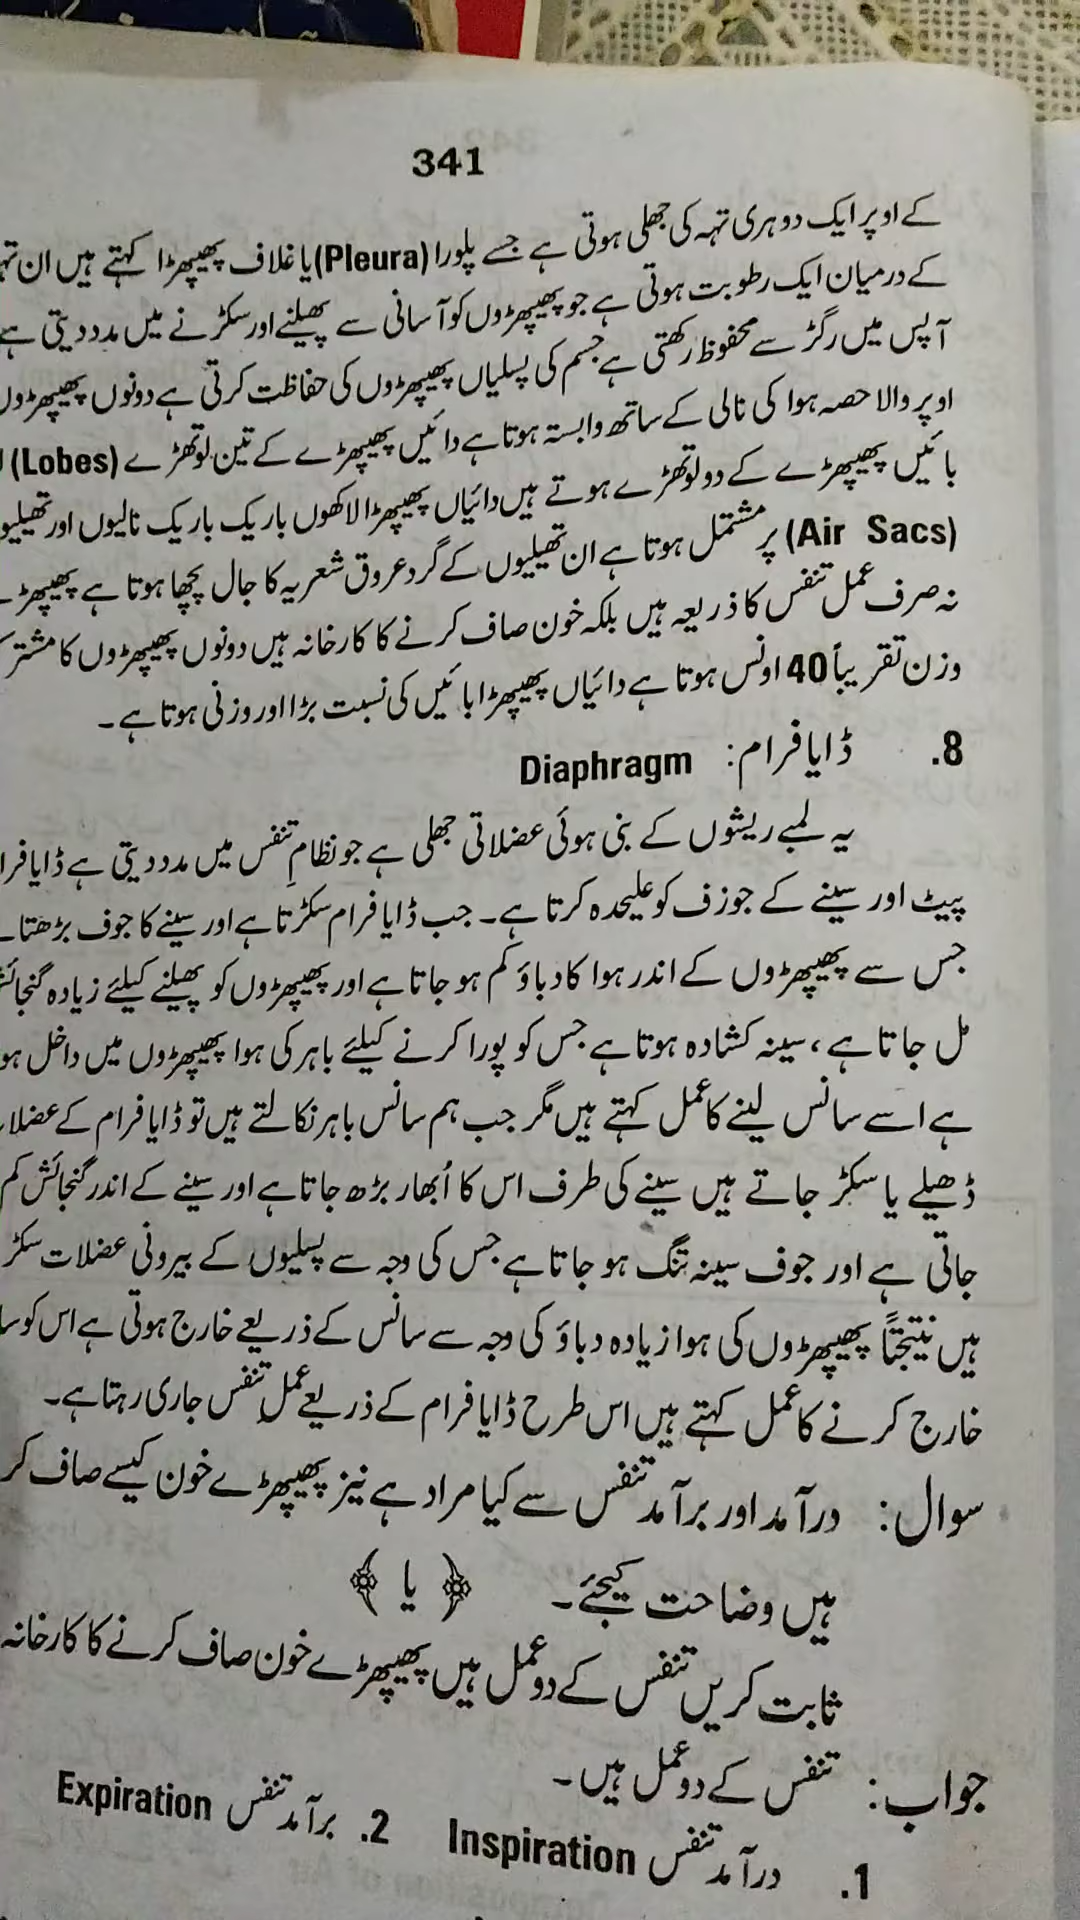 341
کے اوپر ایک دوہری تہہ کی جھلی ہوتی ہے جسے پلورا (Pleura) یا غلاف پھیپھڑا کہتے ہیں ان
کے درمیان ایک رطوبت ہوتی ہے جو پھیپھڑوں کو آسانی سے پھیلنے اور سکڑنے میں مدد دیتی ہے
آپس میں رگڑ سے محفوظ رکھتی ہے جسم کی پسلیاں پھیپھڑوں کی حفاظت کرتی ہے دونوں پھیپھڑوں
اوپر والا حصہ ہوا کی نالی کے ساتھ وابستہ ہوتا ہے دائیں پھیپھڑے کے تین لوتھڑے (Lobes)
بائیں پھیپھڑے کے دو لوتھڑے ہوتے ہیں دائیاں پھیپھڑا لاکھوں باریک باریک نالیوں اور
(Air Sacs) پر مشتمل ہوتا ہے ان تھیلیوں کے گرد عروق شعریہ کا جال بچھا ہوتا ہے
نہ صرف عمل تنفس کا ذریعہ ہیں بلکہ خون صاف کرنے کا کارخانہ ہیں دونوں پھیپھڑوں کا
وزن تقریباً 40 اونس ہوتا ہے دائیاں پھیپھڑا بائیں کی نسبت بڑا اور وزنی ہوتا ہے۔
8. ڈایافرام: Diaphragm
یہ لمبے ریشوں کے بنی ہوئی عضلاتی جھلی ہے جو نظامِ تنفس میں مدد دیتی ہے
پیٹ اور سینے کے جوزف کو علیحدہ کرتا ہے۔ جب ڈایافرام سکڑتا ہے اور سینے کا جوف بڑھتا
جس سے پھیپھڑوں کے اندر ہوا کا دباؤ کم ہو جاتا ہے اور پھیپھڑوں کو پھیلنے کیلئے زیادہ
مل جاتا ہے، سینہ کشادہ ہوتا ہے جس کو پورا کرنے کیلئے باہر کی ہوا پھیپھڑوں میں داخل ہو
ہے اسے سانس لینے کا عمل کہتے ہیں مگر جب ہم سانس باہر نکالتے ہیں تو ڈایافرام کے
ڈھیلے یا سکڑ جاتے ہیں سینے کی طرف اس کا اُبھار بڑھ جاتا ہے اور سینے کے اندر گنجائش کم
جاتی ہے اور جوف سینہ تنگ ہو جاتا ہے جس کی وجہ سے پسلیوں کے بیرونی عضلات سکڑ
ہیں نتیجتاً پھیپھڑوں کی ہوا زیادہ دباؤ کی وجہ سے سانس کے ذریعے خارج ہوتی ہے اس کو
خارج کرنے کا عمل کہتے ہیں اس طرح ڈایافرام کے ذریعے عملِ تنفس جاری رہتا ہے۔
سوال: درآمد اور برآمد تنفس سے کیا مراد ہے نیز پھیپھڑے خون کیسے صاف کر
ہیں وضاحت کیجئے۔ ﴿ یا ﴾
ثابت کریں تنفس کے دو عمل ہیں پھیپھڑے خون صاف کرنے کا کارخانہ
جواب: تنفس کے دو عمل ہیں۔
1. درآمد تنفس Inspiration 2. برآمد تنفس Expiration